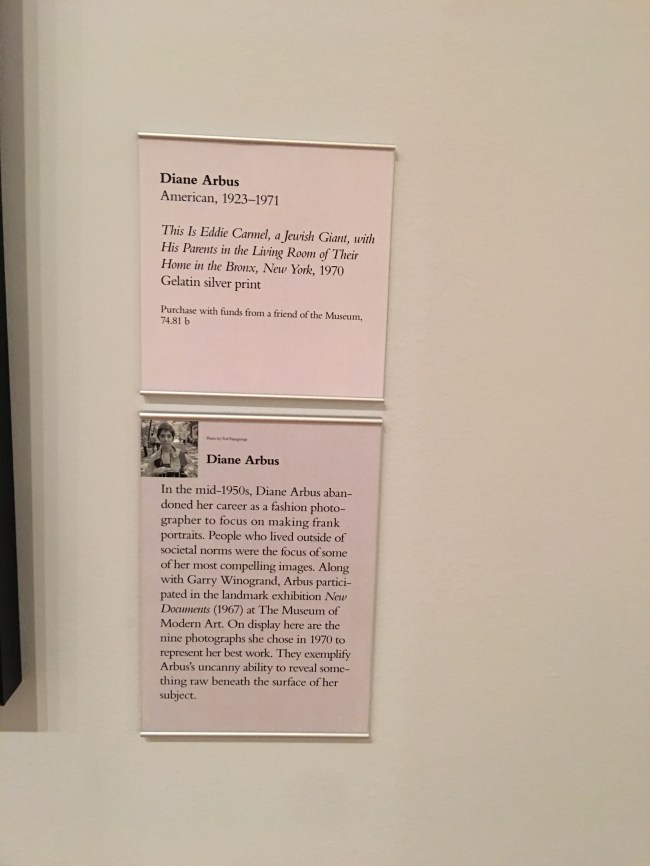 Diane Arbus
American, 1923–1971
This Is Eddie Carmel, a Jewish Giant, with
His Parents in the Living Room of Their
Home in the Bronx, New York, 1970
Gelatin silver print
Purchase with funds from a friend of the Museum,
74.81 b
Diane Arbus
In the mid-1950s, Diane Arbus aban-
doned her career as a fashion photo-
grapher to focus on making frank
portraits. People who lived outside of
societal norms were the focus of some
of her most compelling images. Along
with Garry Winogrand, Arbus partici-
pated in the landmark exhibition New
Documents (1967) at The Museum of
Modern Art. On display here are the
nine photographs she chose in 1970 to
represent her best work. They exemplify
Arbus's uncanny ability to reveal some-
thing raw beneath the surface of her
subject.